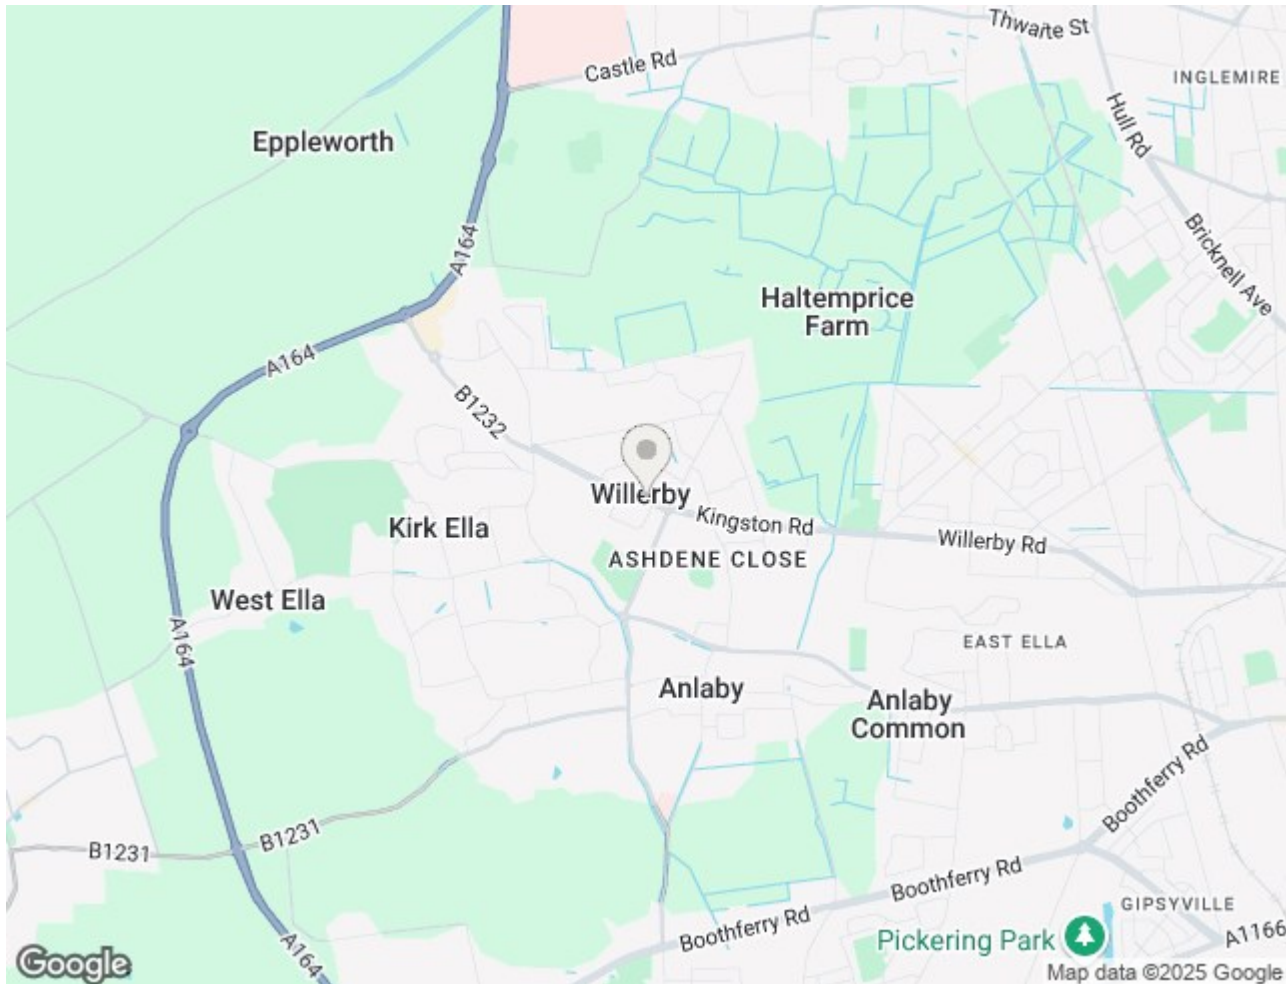 Thwaite St
Castle Rd
INGLEMIRE
Hull Rd
Eppleworth
Bricknell Ave
A164
Haltemprice
Farm
A164
B1232
Willerby
Kingston Rd
Kirk Ella
Willerby Rd
ASHDENE CLOSE
West Ella
A164
EAST ELLA
Anlaby
Anlaby
Common
Boothferry Rd
B1231
B1231
Boothferry Rd
GIPSYVILLE
Boothferry Rd
A1166
Pickering Park
A164
Google
Map data ©2025 Google